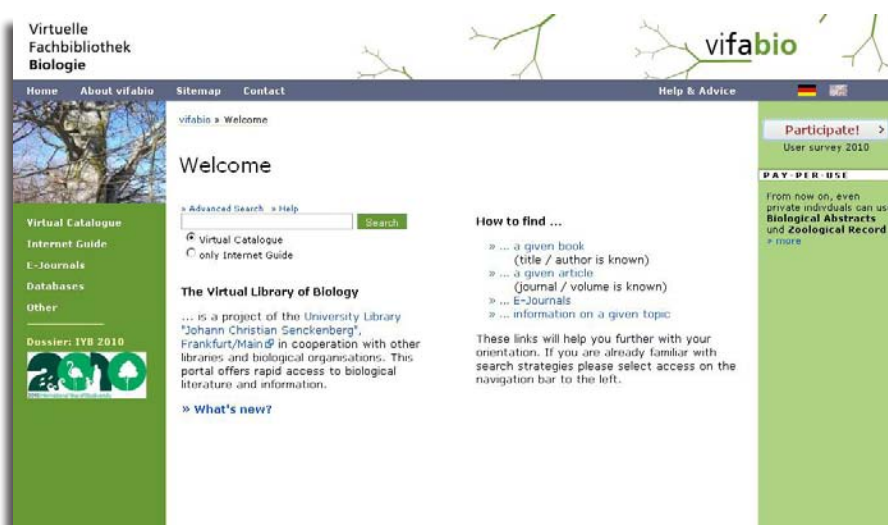 Virtuelle
Fachbibliothek
Biologie
vifabio
Home About vifabio Sitemap Contact Help & Advice
vifabio » Welcome
Welcome
» Advanced Search » Help
Search
Virtual Catalogue
only Internet Guide
The Virtual Library of Biology
... is a project of the University Library
"Johann Christian Senckenberg",
Frankfurt/Main in cooperation with other
libraries and biological organisations. This
portal offers rapid access to biological
literature and information.
» What's new?
How to find ...
» ... a given book
(title / author is known)
» ... a given article
(journal / volume is known)
» ... E-Journals
» ... information on a given topic
These links will help you further with your
orientation. If you are already familiar with
search strategies please select access on the
navigation bar to the left.
Virtual Catalogue
Internet Guide
E-Journals
Databases
Other
Dossier: IYB 2010
2010
2010 International Year of Biodiversity
Participate! >
User survey 2010
PAY-PER-USE
From now on, even
private indivduals can use
Biological Abstracts
und Zoological Record
» more